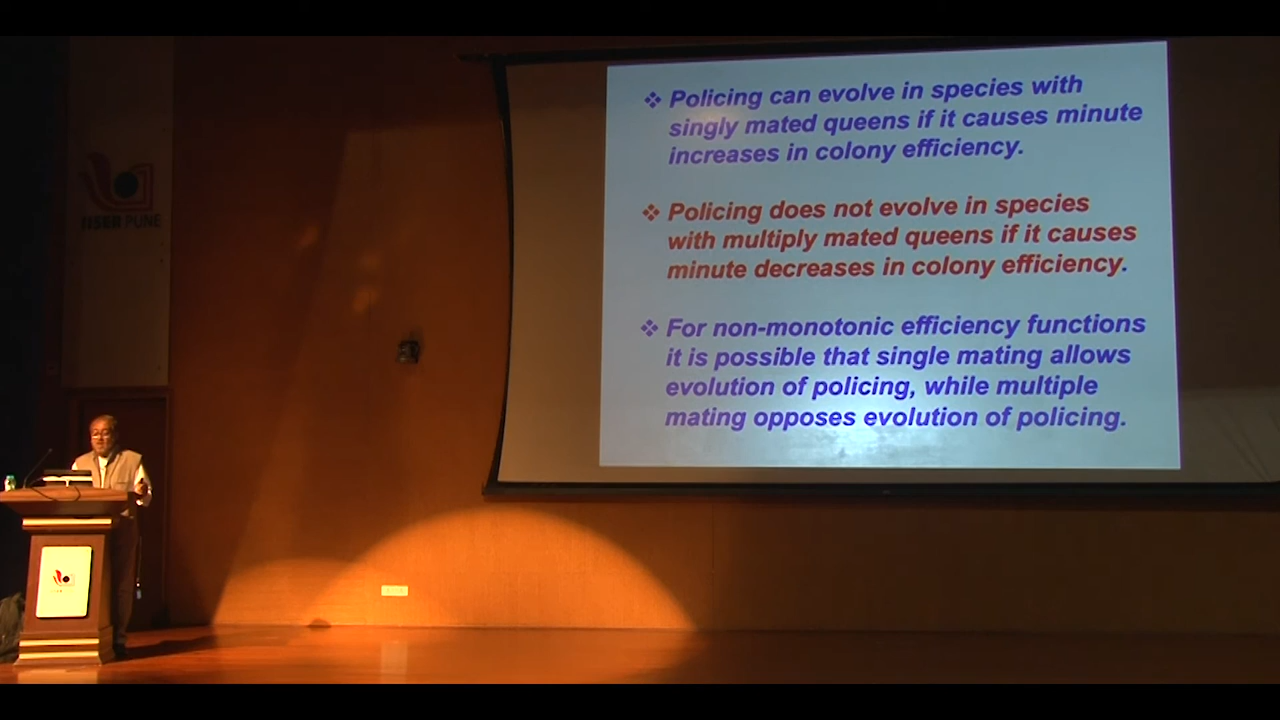 ❖ Policing can evolve in species with
singly mated queens if it causes minute
increases in colony efficiency.
❖ Policing does not evolve in species
with multiply mated queens if it causes
minute decreases in colony efficiency.
❖ For non-monotonic efficiency functions
it is possible that single mating allows
evolution of policing, while multiple
mating opposes evolution of policing.
IISER PUNE